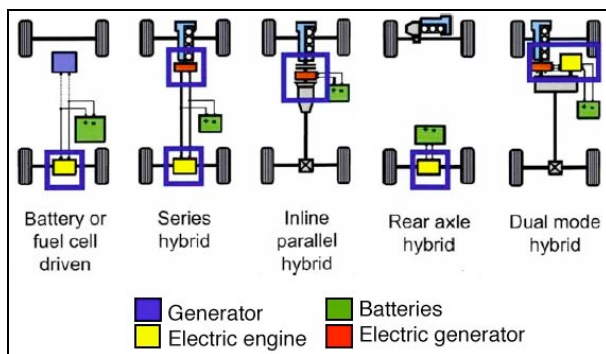 Battery or
fuel cell
driven
Series
hybrid
Inline
parallel
hybrid
Rear axle
hybrid
Dual mode
hybrid
Generator
Batteries
Electric engine
Electric generator